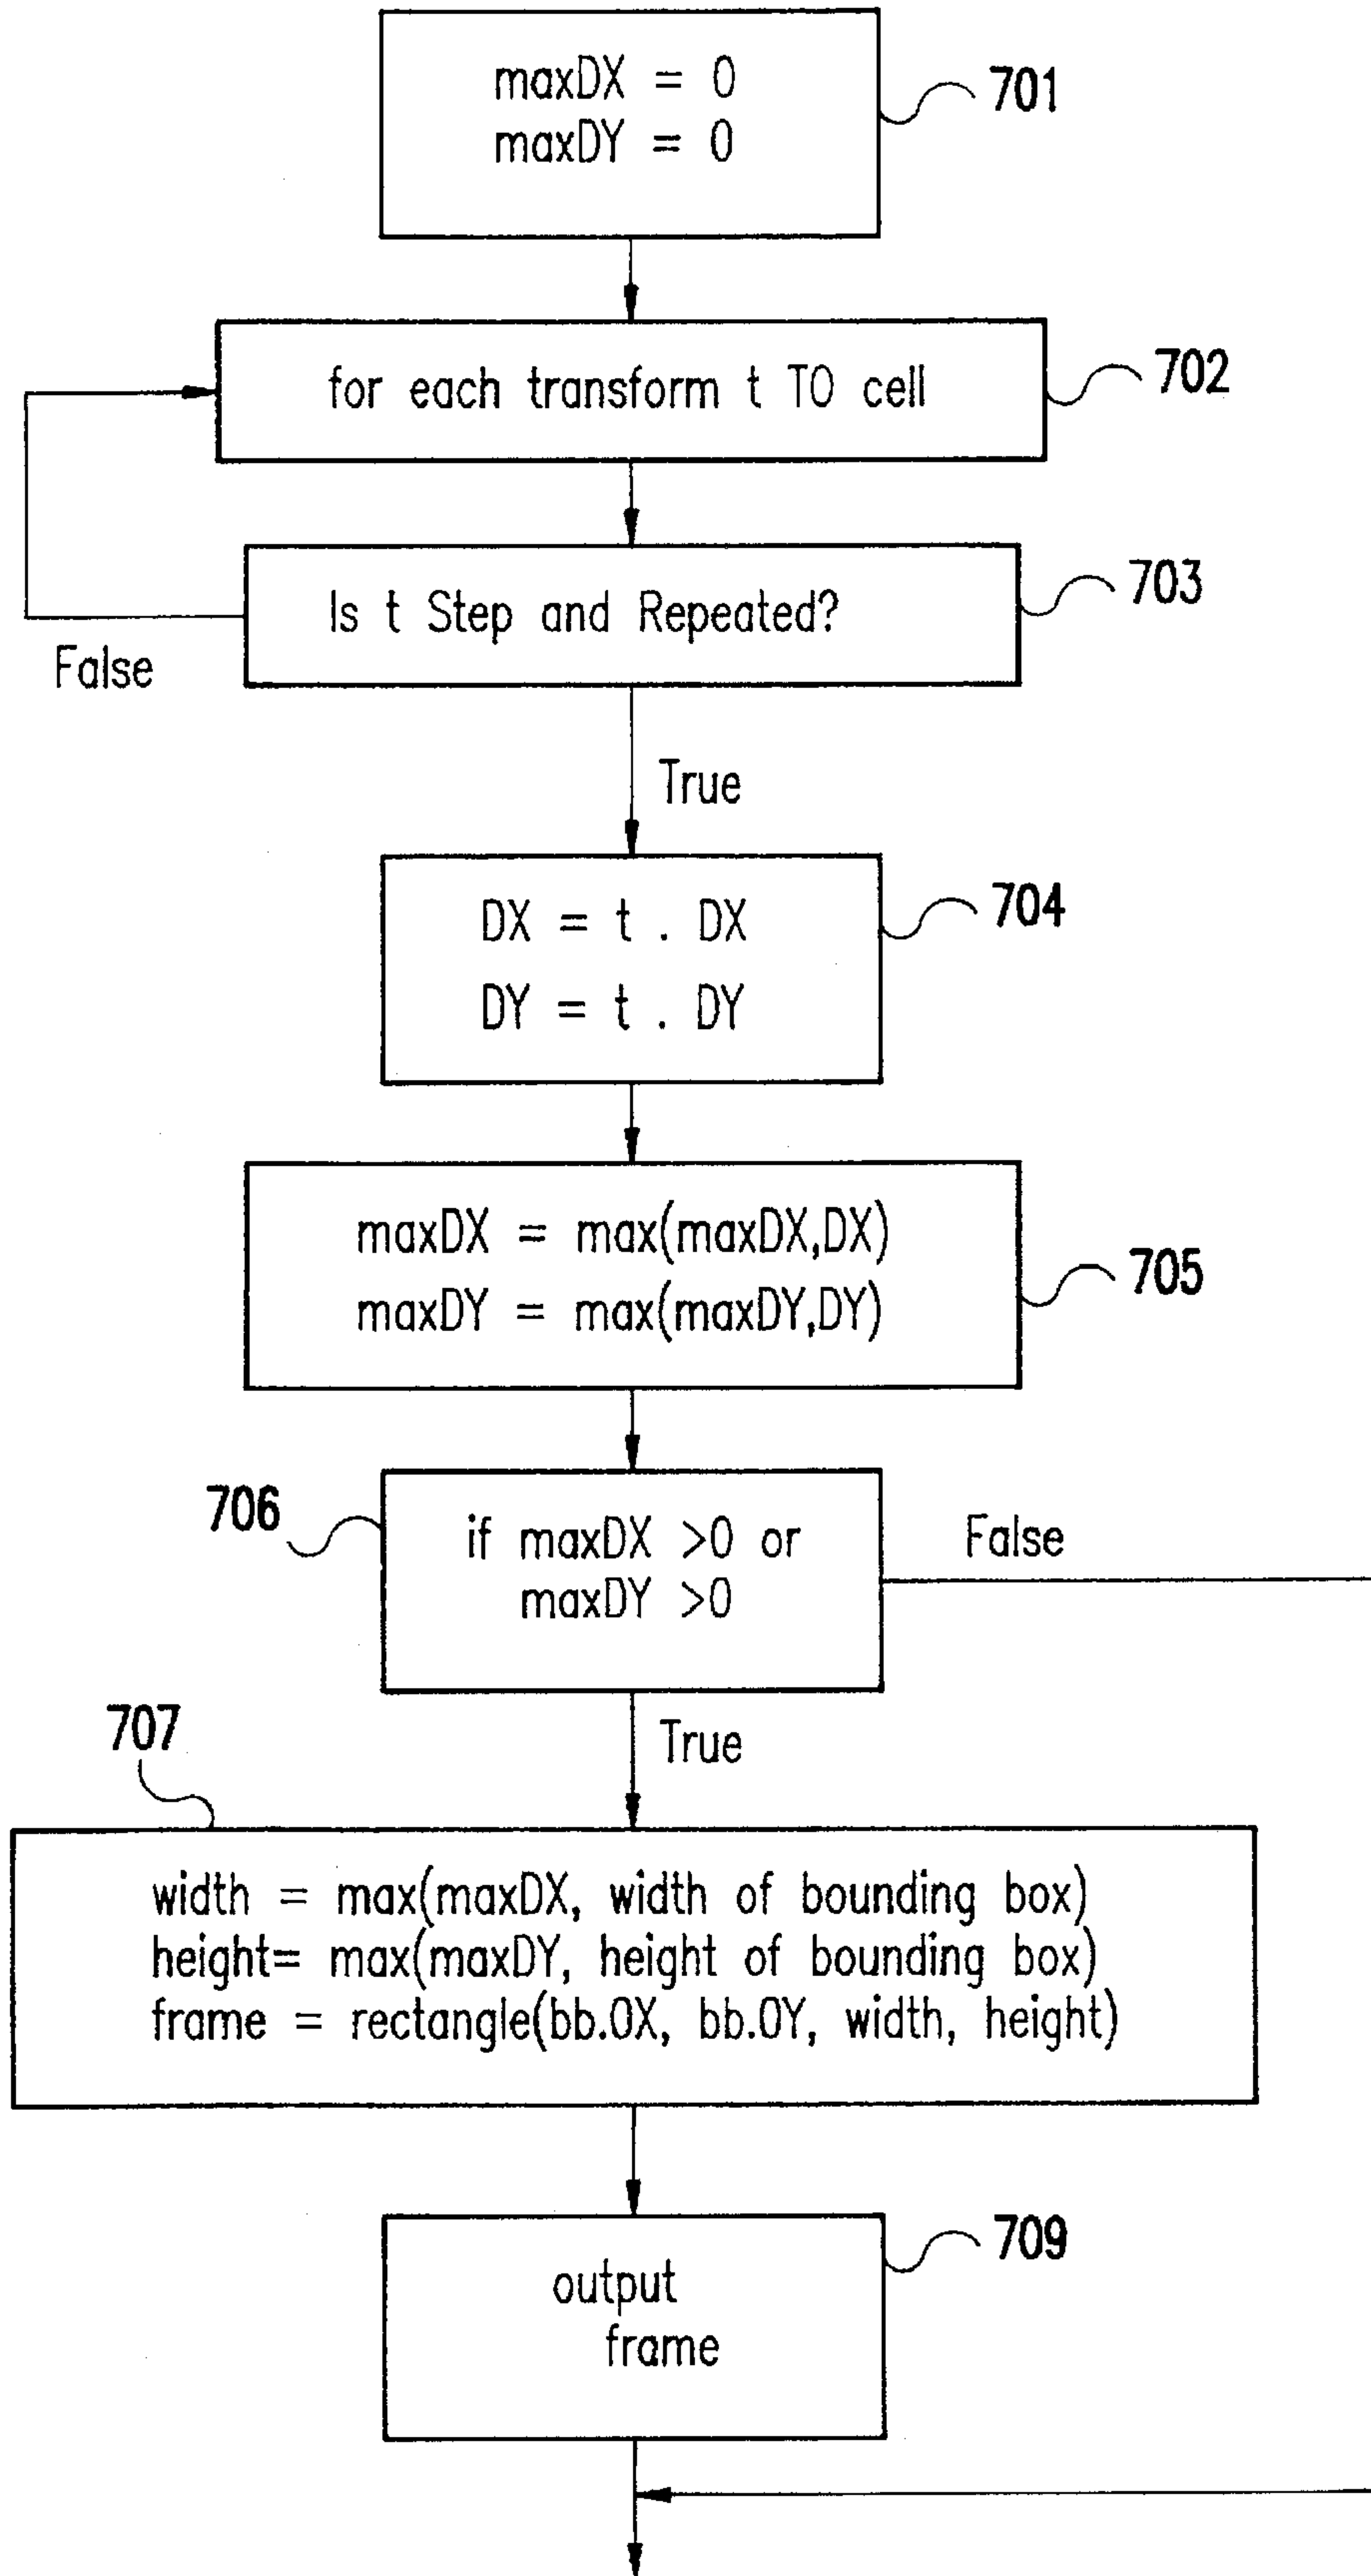 maxDX = 0
maxDY = 0
701
for each transform t TO cell
702
Is t Step and Repeated?
703
False
True
DX = t . DX
DY = t . DY
704
maxDX = max(maxDX,DX)
maxDY = max(maxDY,DY)
705
706
if maxDX >0 or
maxDY >0
False
True
707
width = max(maxDX, width of bounding box)
height= max(maxDY, height of bounding box)
frame = rectangle(bb.OX, bb.OY, width, height)
output
frame
709